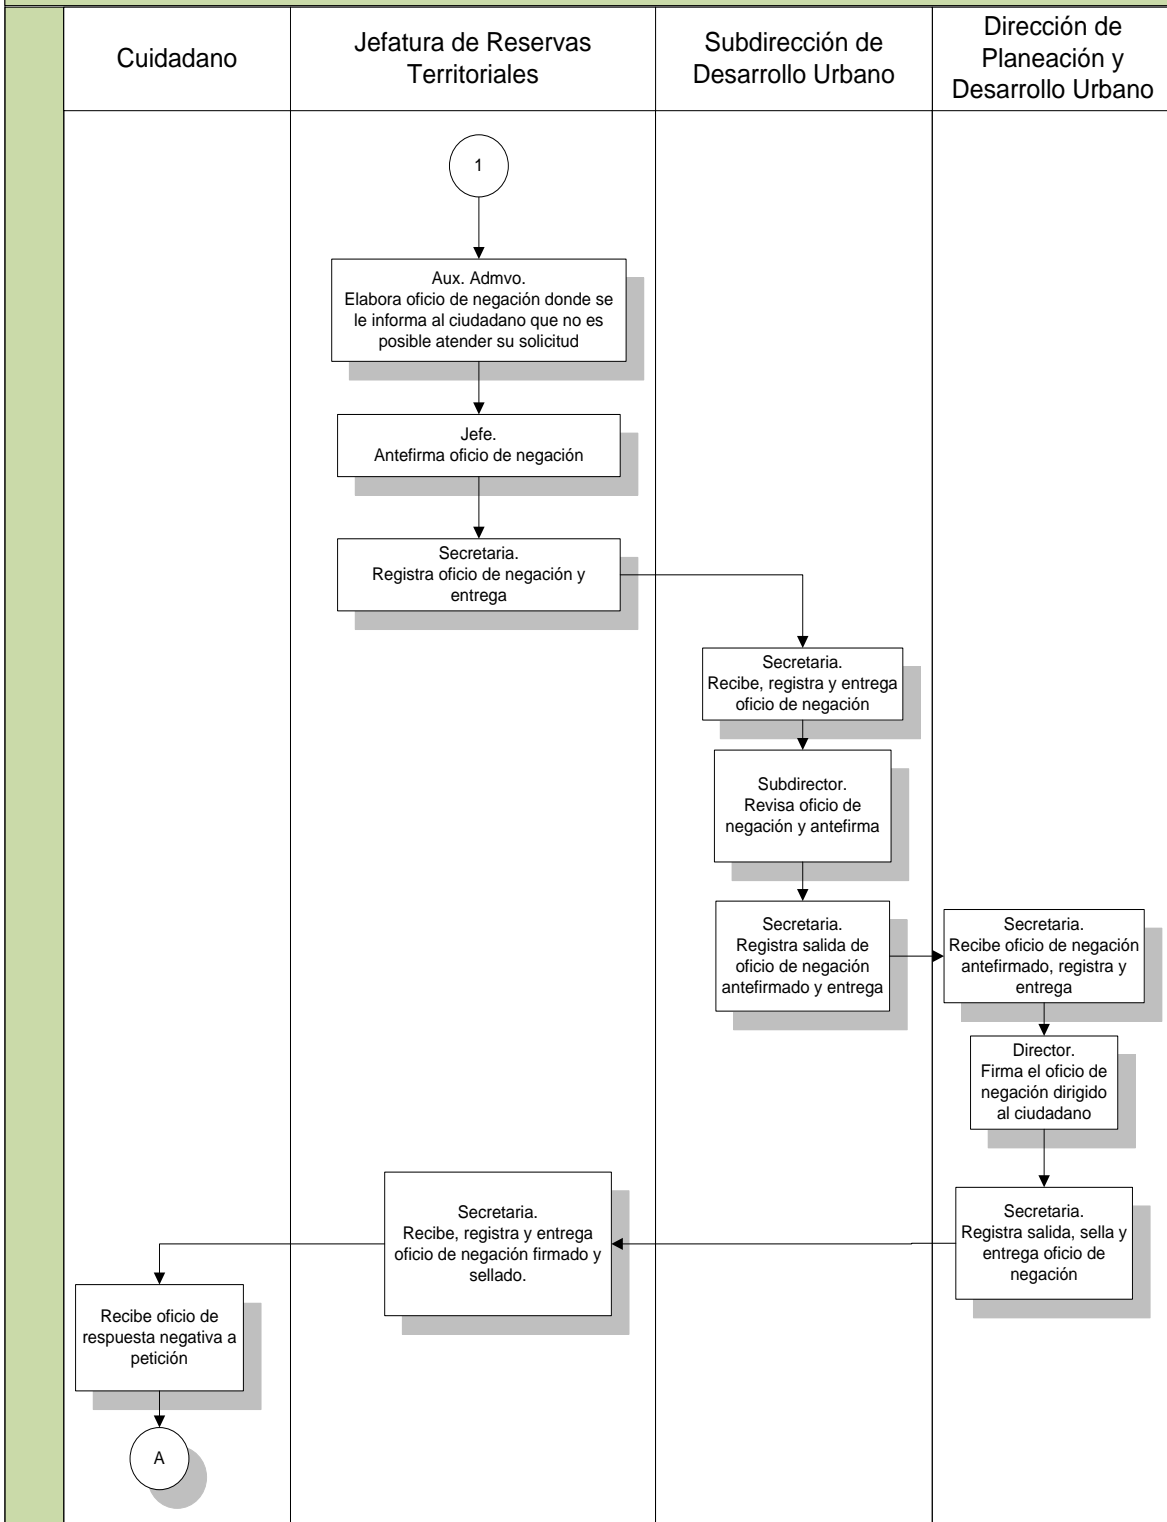 Cuidadano
Jefatura de Reservas
Territoriales
Subdirección de
Desarrollo Urbano
Dirección de
Planeación y
Desarrollo Urbano
1
Aux. Admvo.
Elabora oficio de negación donde se
le informa al ciudadano que no es
posible atender su solicitud
Jefe.
Antefirma oficio de negación
Secretaria.
Registra oficio de negación y
entrega
Secretaria.
Recibe, registra y entrega
oficio de negación
Subdirector.
Revisa oficio de
negación y antefirma
Secretaria.
Registra salida de
oficio de negación
antefirmado y entrega
Secretaria.
Recibe oficio de negación
antefirmado, registra y
entrega
Director.
Firma el oficio de
negación dirigido
al ciudadano
Secretaria.
Registra salida, sella y
entrega oficio de
negación
Secretaria.
Recibe, registra y entrega
oficio de negación firmado y
sellado.
Recibe oficio de
respuesta negativa a
petición
A